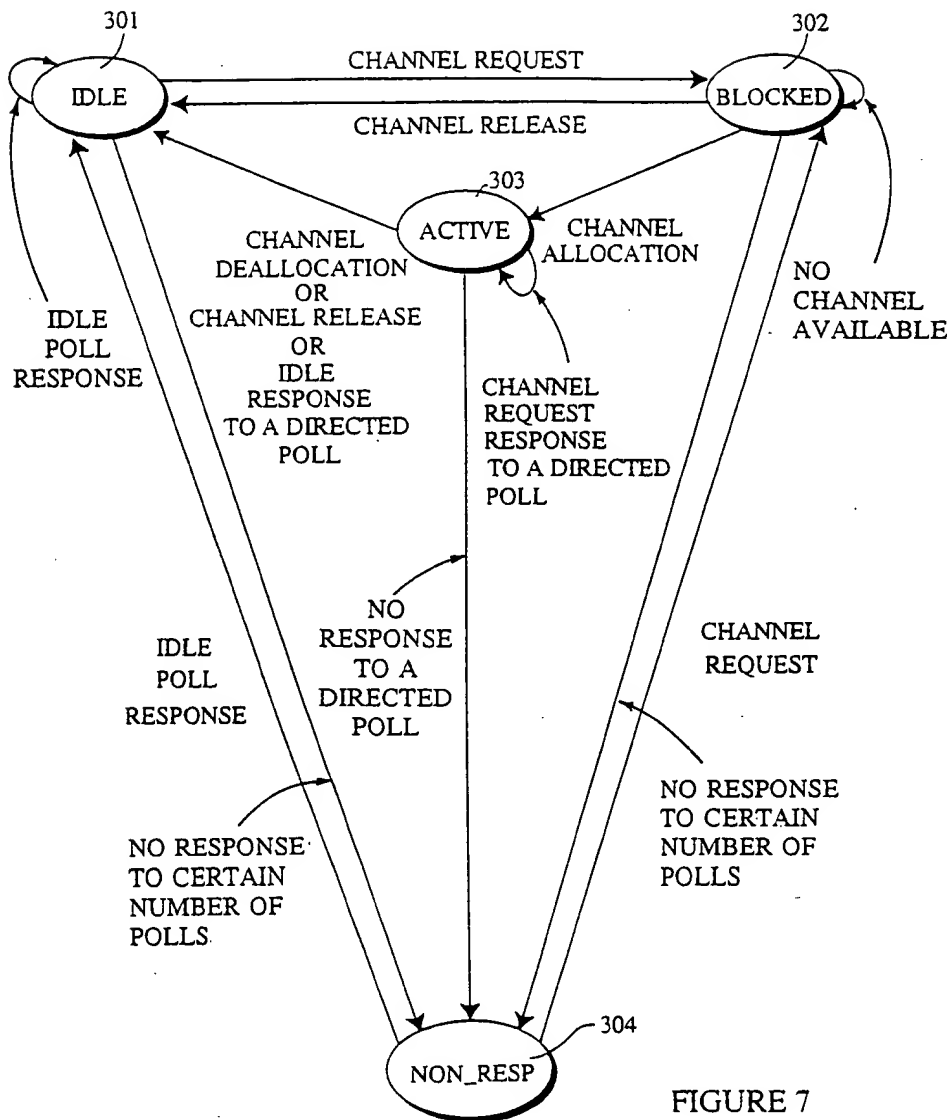 301
302
CHANNEL REQUEST
IDLE
BLOCKED
CHANNEL RELEASE
303
ACTIVE
CHANNEL
ALLOCATION
CHANNEL
DEALLOCATION
OR
CHANNEL RELEASE
OR
IDLE
RESPONSE
TO A DIRECTED
POLL
NO
CHANNEL
AVAILABLE
IDLE
POLL
RESPONSE
CHANNEL
REQUEST
RESPONSE
TO A DIRECTED
POLL
NO
RESPONSE
TO A
DIRECTED
POLL
IDLE
POLL
RESPONSE
CHANNEL
REQUEST
NO RESPONSE
TO CERTAIN
NUMBER OF
POLLS
NO RESPONSE
TO CERTAIN
NUMBER OF
POLLS
304
NON_RESP
FIGURE 7